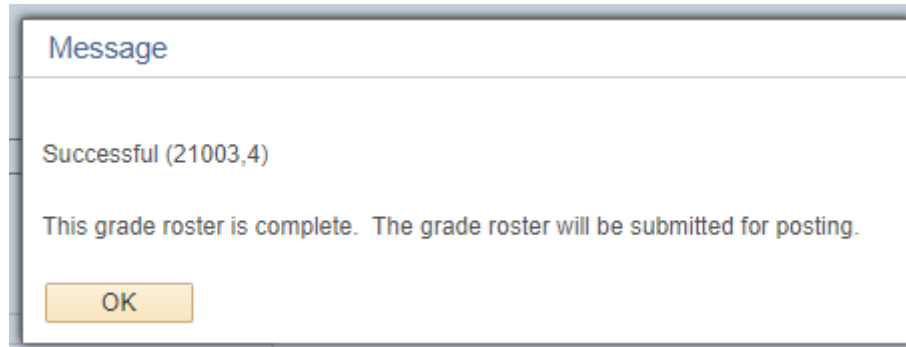 Message
Successful (21003,4)
This grade roster is complete.  The grade roster will be submitted for posting.
OK